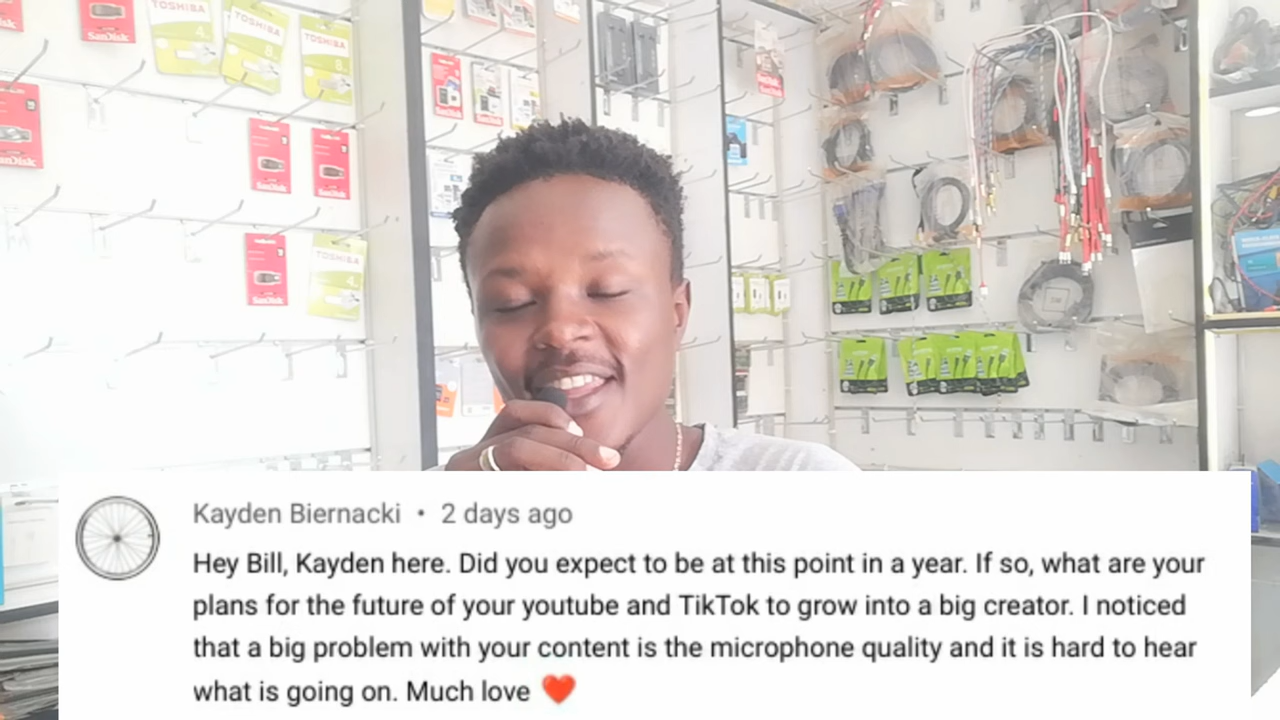 SanDisk
TOSHIBA
TOSHIBA
TOSHIBA
SanDisk
SanDisk
SanDisk
SanDisk
TOSHIBA
Kayden Biernacki • 2 days ago
Hey Bill, Kayden here. Did you expect to be at this point in a year. If so, what are your
plans for the future of your youtube and TikTok to grow into a big creator. I noticed
that a big problem with your content is the microphone quality and it is hard to hear
what is going on. Much love ❤️